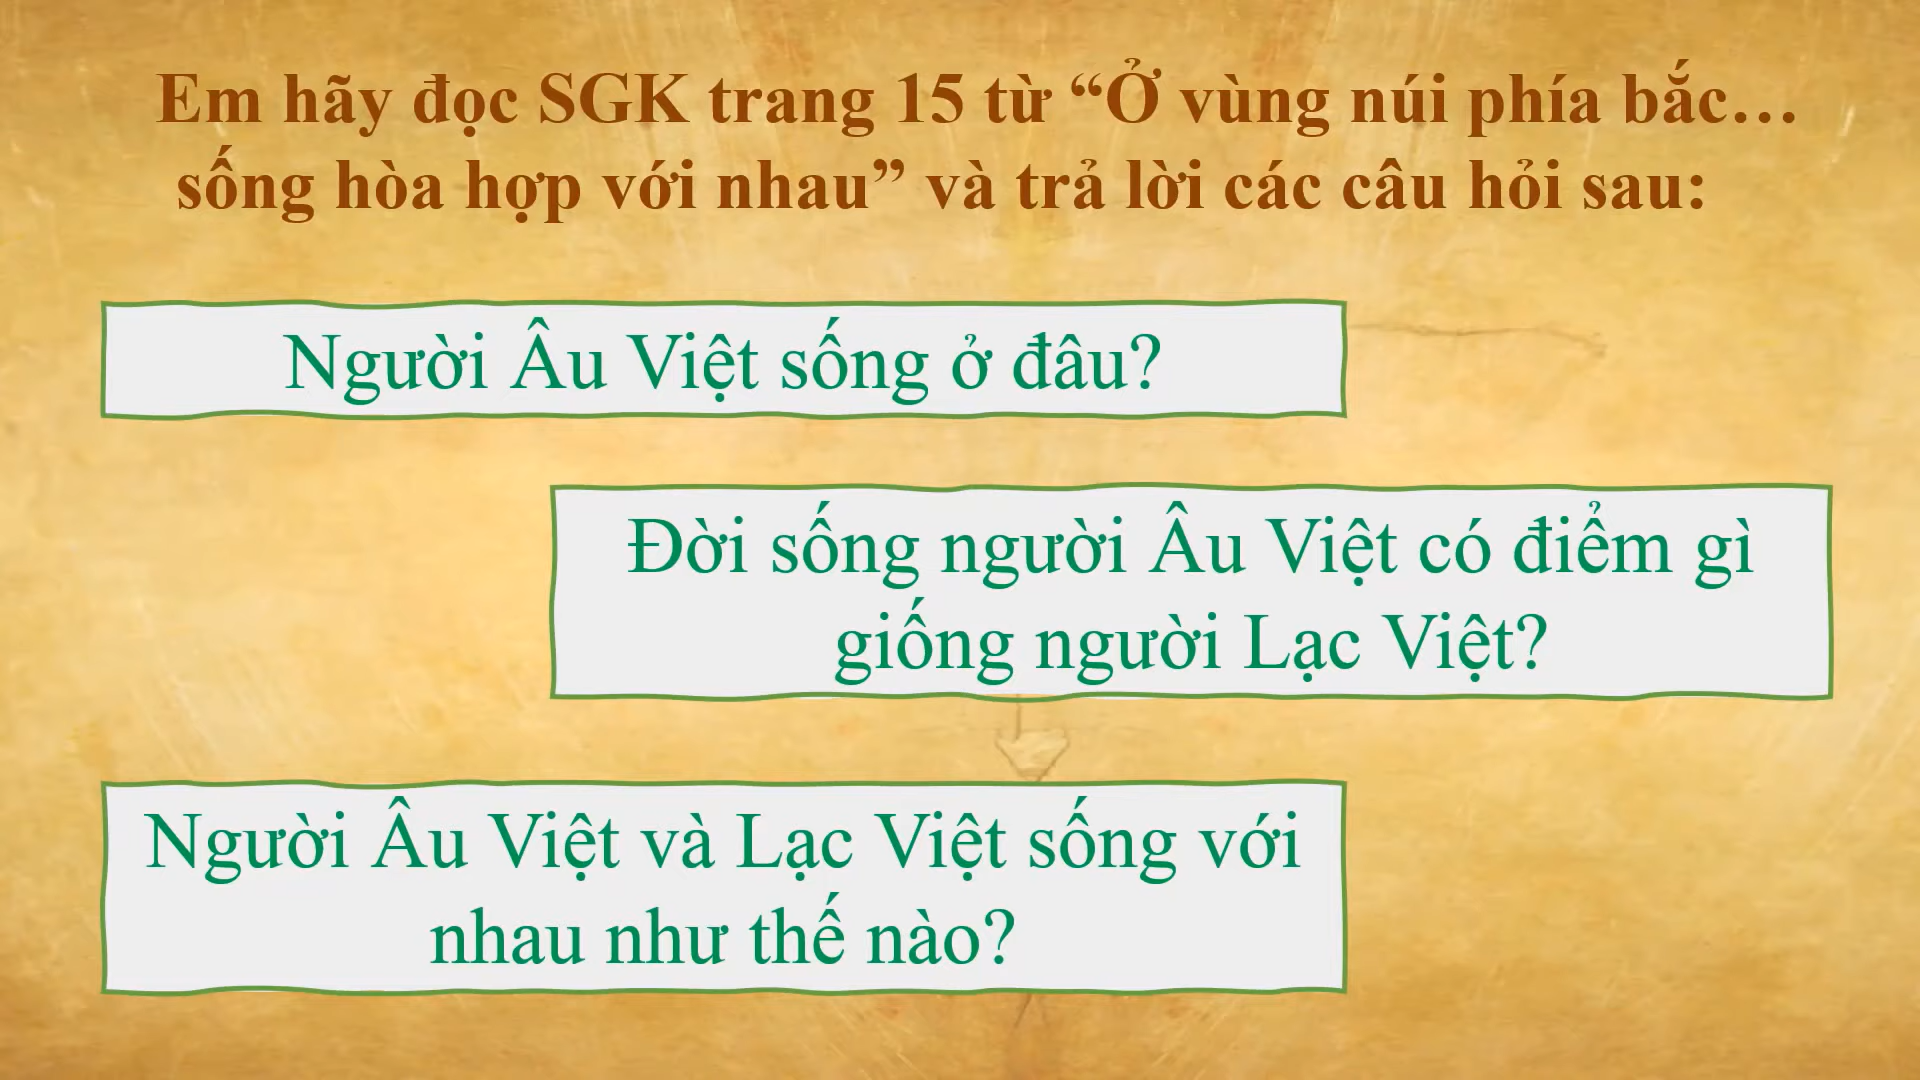 Em hãy đọc SGK trang 15 từ “Ở vùng núi phía bắc…
sống hòa hợp với nhau” và trả lời các câu hỏi sau:
Người Âu Việt sống ở đâu?
Đời sống người Âu Việt có điểm gì
giống người Lạc Việt?
Người Âu Việt và Lạc Việt sống với
nhau như thế nào?